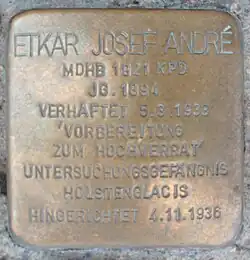 ETKAR JOSEF ANDRÉ
MDHB 1921 KPD
JG. 1894
VERHAFTET 5.3.1933
'VORBEREITUNG
ZUM HOCHVERRAT'
UNTERSUCHUNGSGEFÄNGNIS
HOLSTENGLACIS
HINGERICHTET 4.11.1936